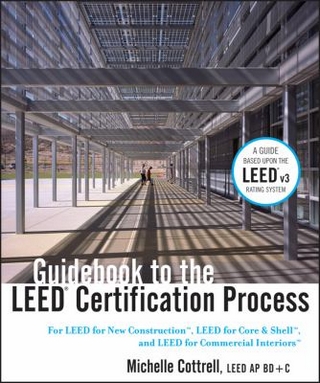 A GUIDE
BASED UPON THE
LEED® v3
RATING SYSTEM
Guidebook to the
LEED® Certification Process
For LEED for New Construction™, LEED for Core & Shell™,
and LEED for Commercial Interiors™
Michelle Cottrell, LEED AP BD+C